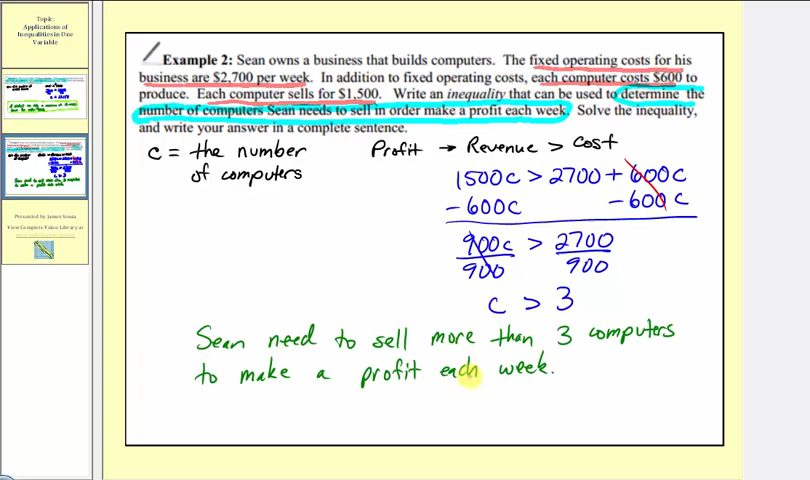 Topic:
Applications of
Inequalities in One
Variable
Presented by James Sousa
View Complete Video Library at
Example 2: Sean owns a business that builds computers. The fixed operating costs for his
business are $2,700 per week. In addition to fixed operating costs, each computer costs $600 to
produce. Each computer sells for $1,500. Write an inequality that can be used to determine the
number of computers Sean needs to sell in order make a profit each week. Solve the inequality,
and write your answer in a complete sentence.
c = the number
of computers
Profit → Revenue > Cost
1500c > 2700 + 600c
- 600c - 600c
900c > 2700
900 900
c > 3
Sean need to sell more than 3 computers
to make a profit each week.